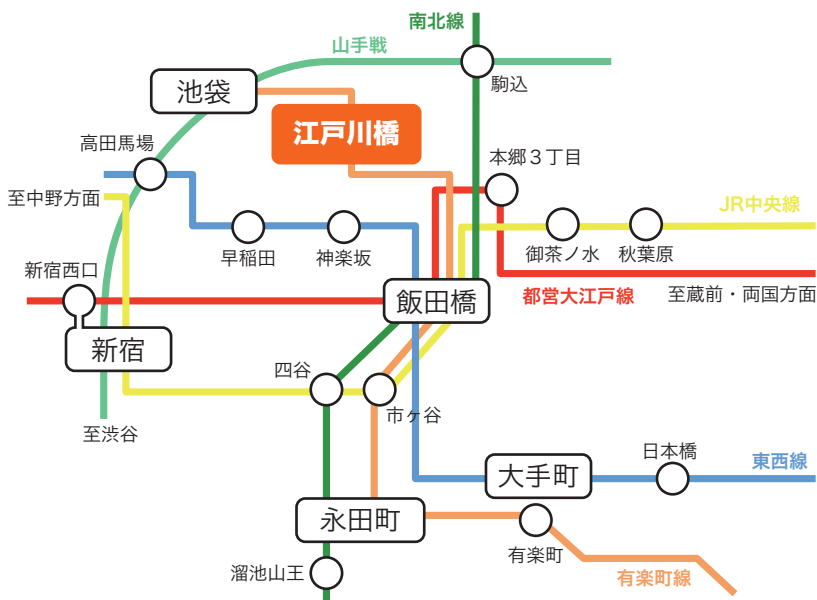 南北線
山手戦
駒込
池袋
江戸川橋
高田馬場
本郷３丁目
至中野方面
JR中央線
早稲田
神楽坂
御茶ノ水
秋葉原
新宿西口
飯田橋
都営大江戸線
至蔵前・両国方面
新宿
四谷
市ヶ谷
至渋谷
日本橋
東西線
大手町
永田町
有楽町
溜池山王
有楽町線